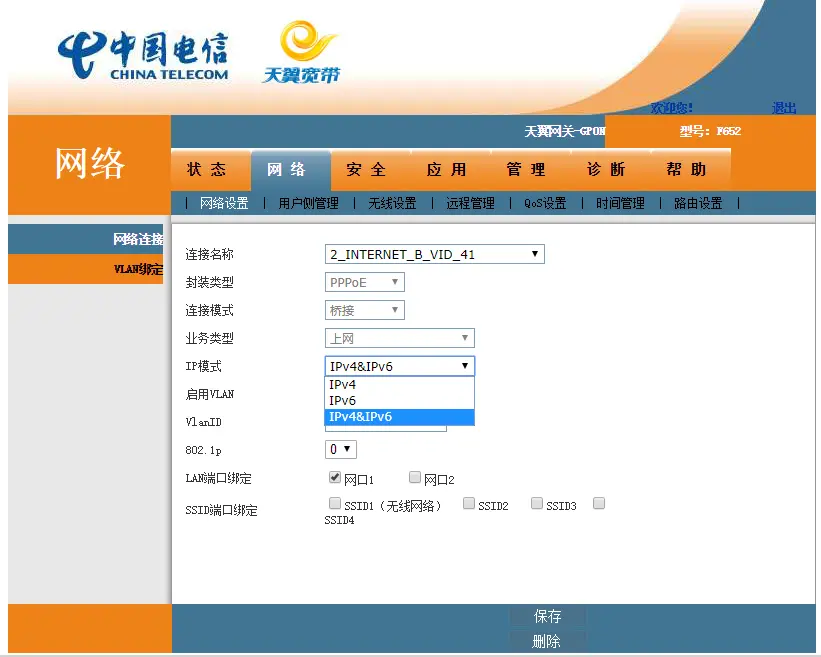 中国电信
CHINA TELECOM
天翼宽带
欢迎您! 退出
天翼网关-GPON 型号: F652
网络
状态 网络 安全 应用 管理 诊断 帮助
| 网络设置 | 用户侧管理 | 无线设置 | 远程管理 | QoS设置 | 时间管理 | 路由设置 |
网络连接
VLAN绑定
连接名称 2_INTERNET_B_VID_41
封装类型 PPPoE
连接模式 桥接
业务类型 上网
IP模式 IPv4&IPv6
IPv4
启用VLAN
IPv6
IPv4&IPv6
VlanID
802.1p 0
LAN端口绑定 网口1 网口2
SSID端口绑定 SSID1（无线网络） SSID2 SSID3
SSID4
保存
删除